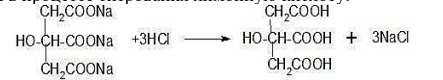 CH₂COONa CH₂COOH
HO-CH-COONa +3HCl → HO-CH-COOH + 3NaCl
CH₂COONa CH₂COOH